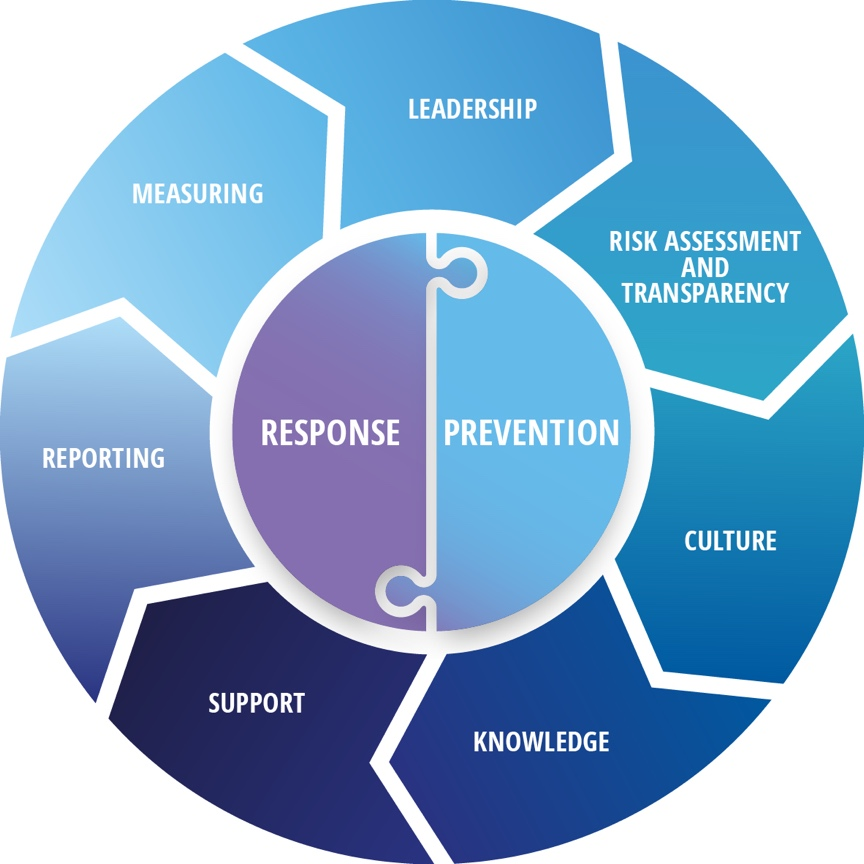 LEADERSHIP
RISK ASSESSMENT
AND
TRANSPARENCY
CULTURE
KNOWLEDGE
SUPPORT
REPORTING
MEASURING
RESPONSE
PREVENTION